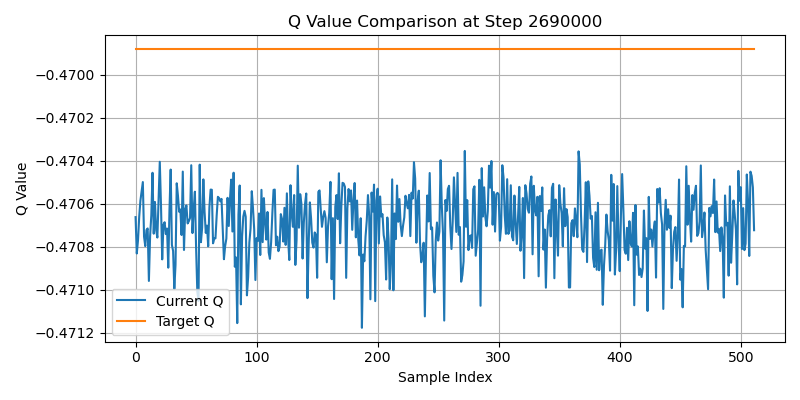 Q Value Comparison at Step 2690000
Q Value
−0.4700
−0.4702
−0.4704
−0.4706
−0.4708
−0.4710
−0.4712
Current Q
Target Q
0 100 200 300 400 500
Sample Index